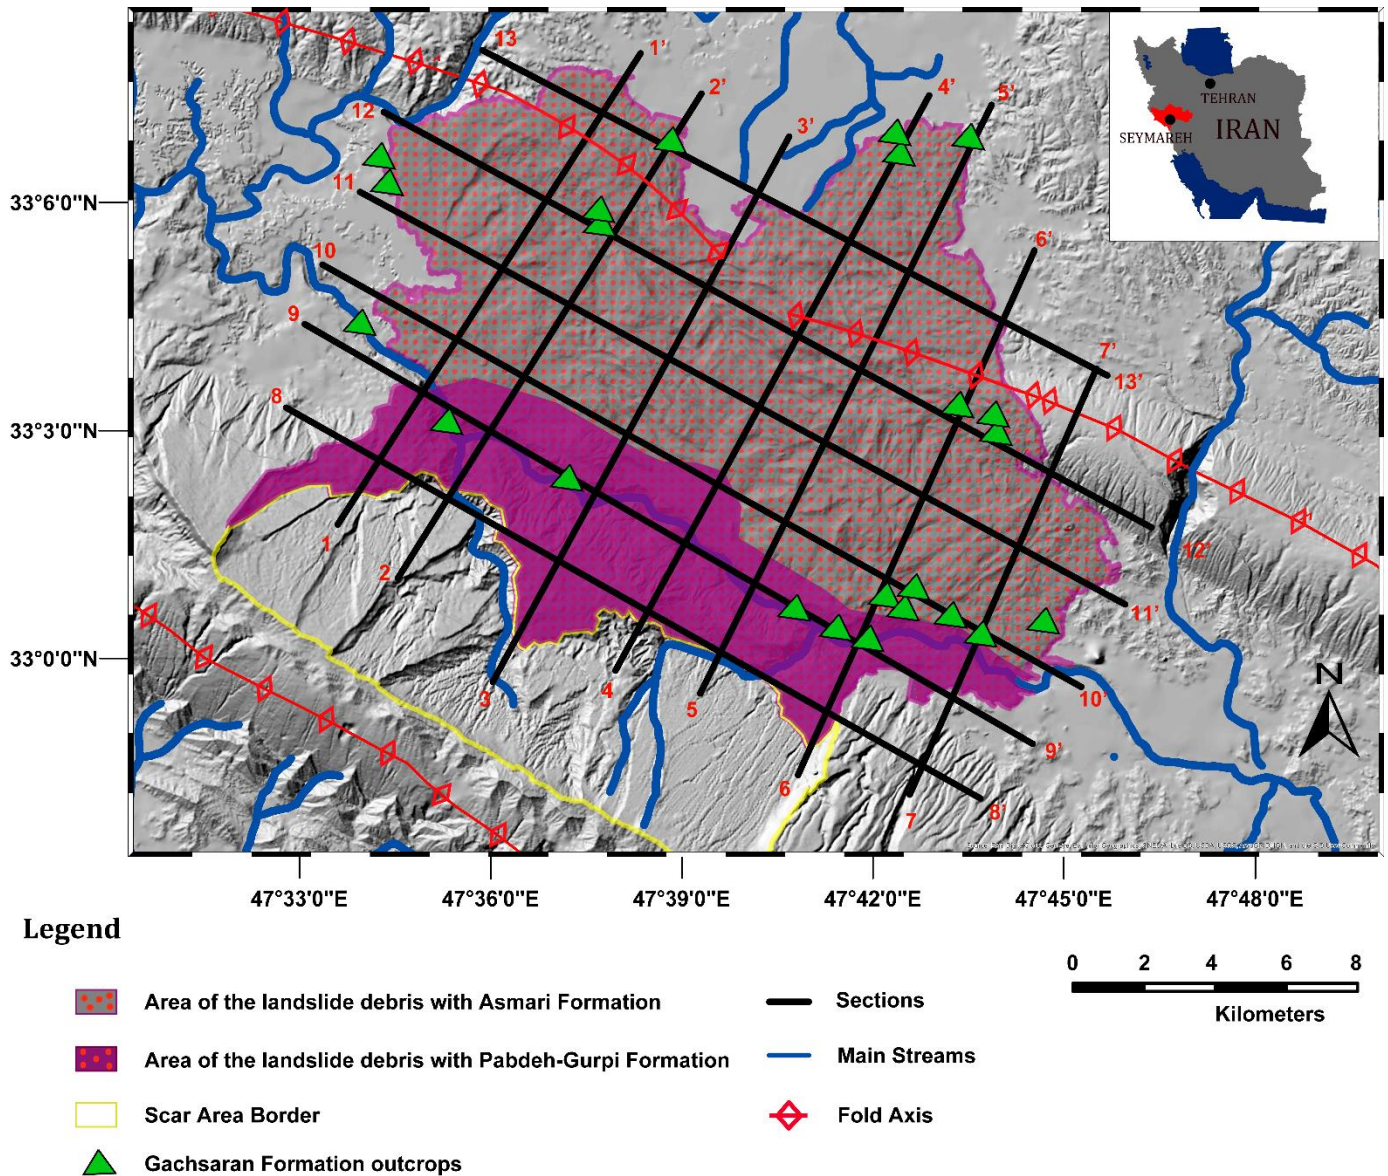 13
1'
2'
3'
4'
5'
TEHRAN
SEYMAREH
IRAN
12
11
33°6'0"N
6'
10
9
7'
13'
8
33°3'0"N
N
1
12'
2
11'
33°0'0"N
3
4
5
10'
9'
6
7
8'
47°33'0"E
47°36'0"E
47°39'0"E
47°42'0"E
47°45'0"E
47°48'0"E
Legend
0 2 4 6 8
Kilometers
Area of the landslide debris with Asmari Formation
Sections
Area of the landslide debris with Pabdeh-Gurpi Formation
Main Streams
Scar Area Border
Fold Axis
Gachsaran Formation outcrops